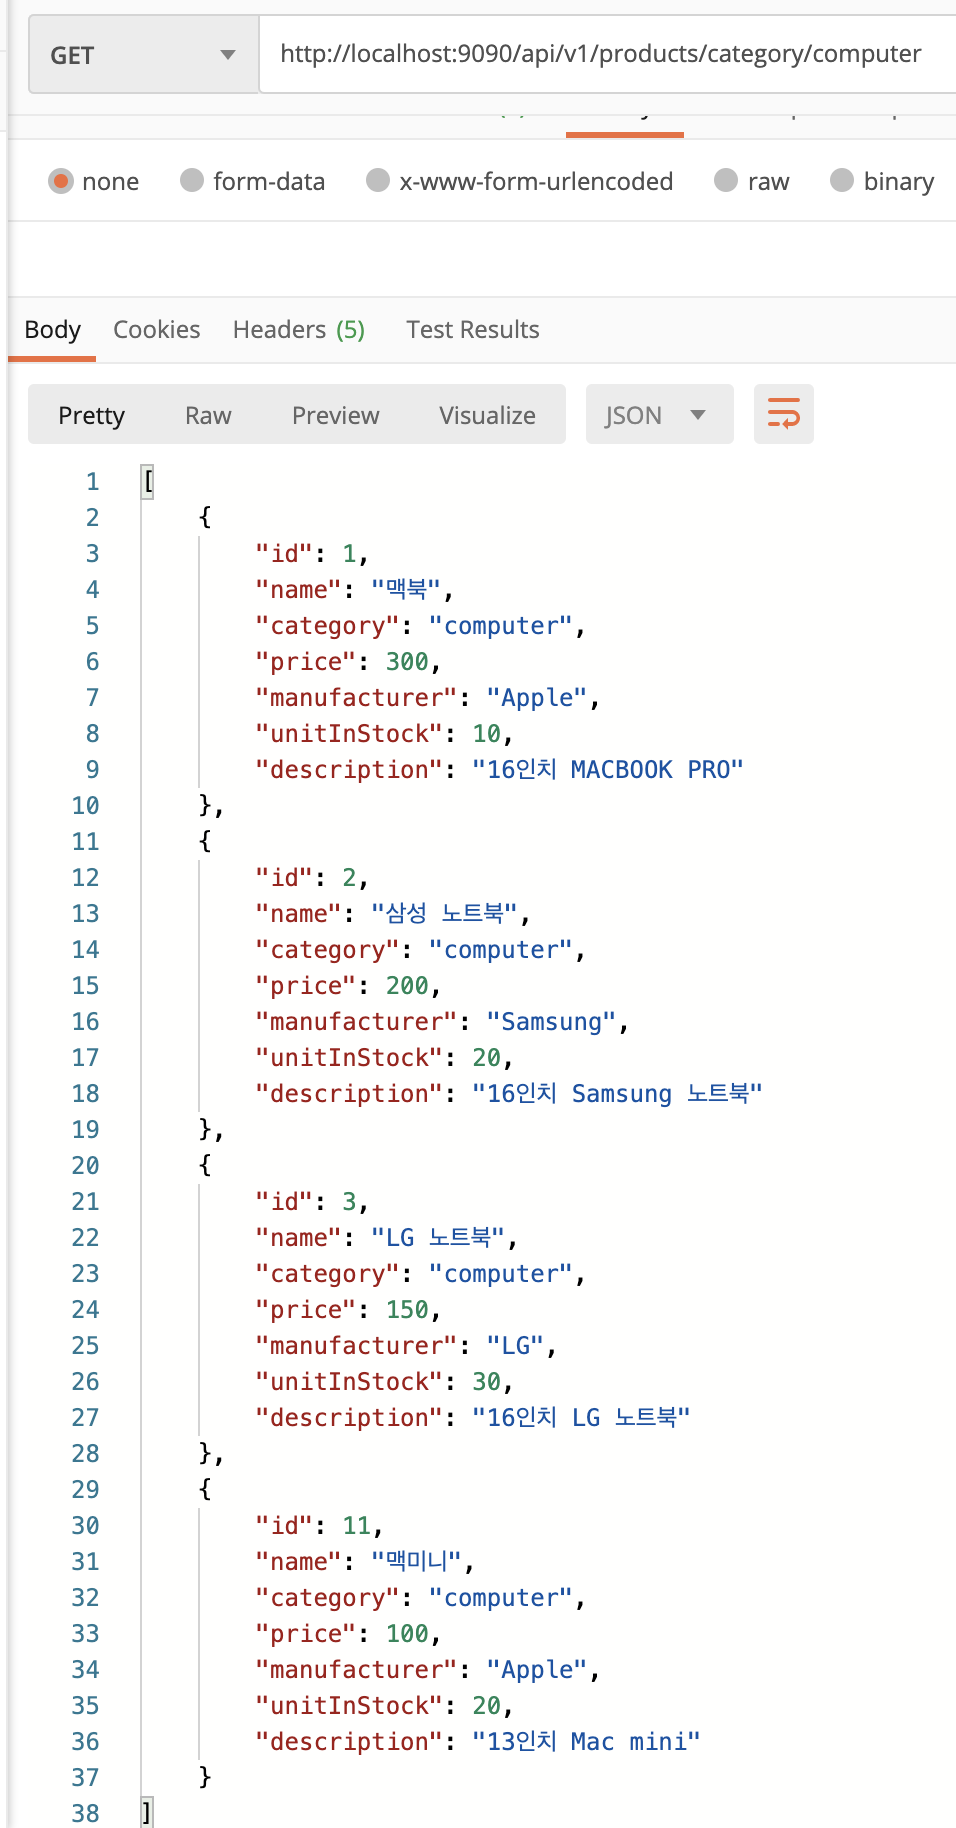 GET http://localhost:9090/api/v1/products/category/computer
none form-data x-www-form-urlencoded raw binary
Body Cookies Headers (5) Test Results
Pretty Raw Preview Visualize JSON
1 [
2 {
3 "id": 1,
4 "name": "맥북",
5 "category": "computer",
6 "price": 300,
7 "manufacturer": "Apple",
8 "unitInStock": 10,
9 "description": "16인치 MACBOOK PRO"
10 },
11 {
12 "id": 2,
13 "name": "삼성 노트북",
14 "category": "computer",
15 "price": 200,
16 "manufacturer": "Samsung",
17 "unitInStock": 20,
18 "description": "16인치 Samsung 노트북"
19 },
20 {
21 "id": 3,
22 "name": "LG 노트북",
23 "category": "computer",
24 "price": 150,
25 "manufacturer": "LG",
26 "unitInStock": 30,
27 "description": "16인치 LG 노트북"
28 },
29 {
30 "id": 11,
31 "name": "맥미니",
32 "category": "computer",
33 "price": 100,
34 "manufacturer": "Apple",
35 "unitInStock": 20,
36 "description": "13인치 Mac mini"
37 }
38 ]